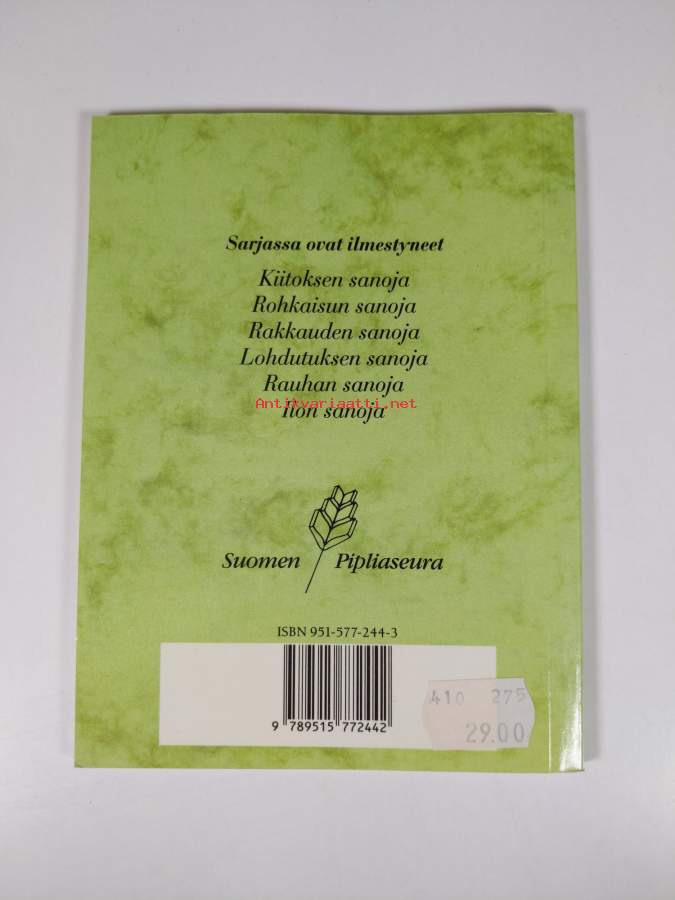 Sarjassa ovat ilmestyneet
Kiitoksen sanoja
Rohkaisun sanoja
Rakkauden sanoja
Lohdutuksen sanoja
Rauhan sanoja
Antikvariaatti.net
Ilon sanoja
Suomen Pipliaseura
ISBN 951-577-244-3
9 789515 772442
410 275
29.00